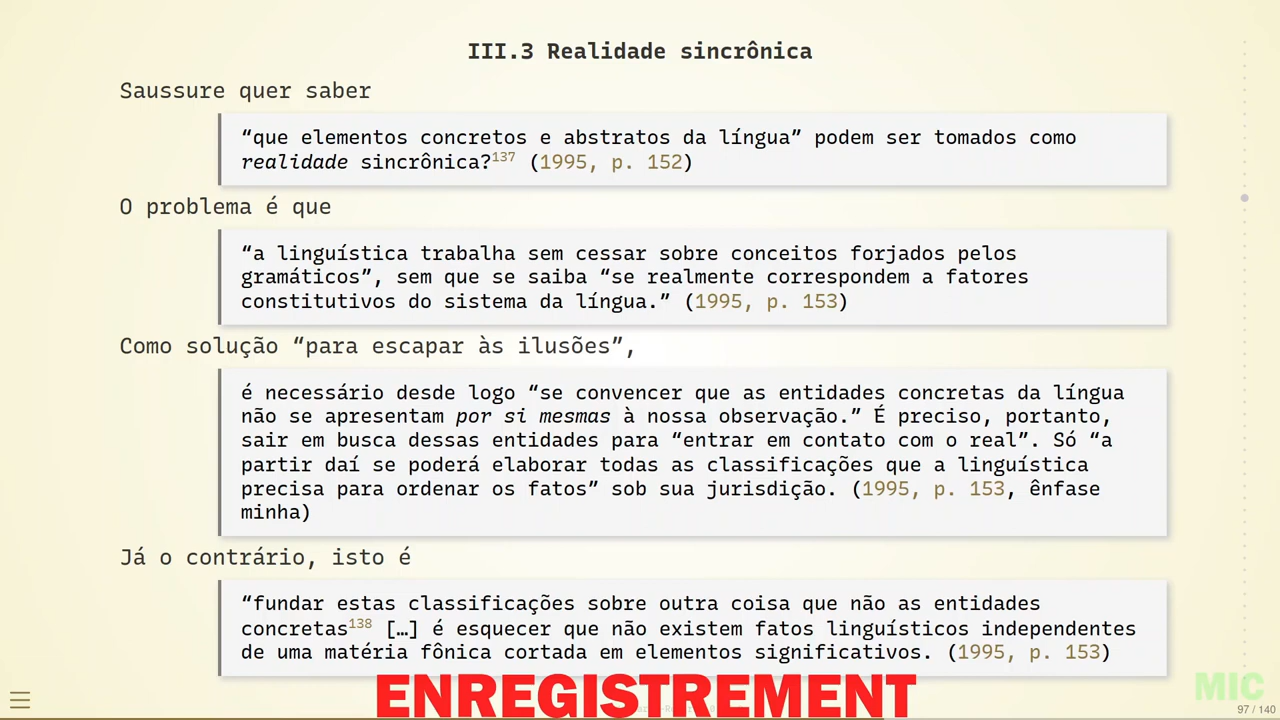 III.3 Realidade sincrônica
Saussure quer saber
“que elementos concretos e abstratos da língua” podem ser tomados como
realidade sincrônica?137 (1995, p. 152)
O problema é que
“a linguística trabalha sem cessar sobre conceitos forjados pelos
gramáticos”, sem que se saiba “se realmente correspondem a fatores
constitutivos do sistema da língua.” (1995, p. 153)
Como solução “para escapar às ilusões”,
é necessário desde logo “se convencer que as entidades concretas da língua
não se apresentam por si mesmas à nossa observação.” É preciso, portanto,
sair em busca dessas entidades para “entrar em contato com o real”. Só “a
partir daí se poderá elaborar todas as classificações que a linguística
precisa para ordenar os fatos” sob sua jurisdição. (1995, p. 153, ênfase
minha)
Já o contrário, isto é
“fundar estas classificações sobre outra coisa que não as entidades
concretas138 […] é esquecer que não existem fatos linguísticos independentes
de uma matéria fônica cortada em elementos significativos. (1995, p. 153)
ENREGISTREMENT
MIC
97 / 140